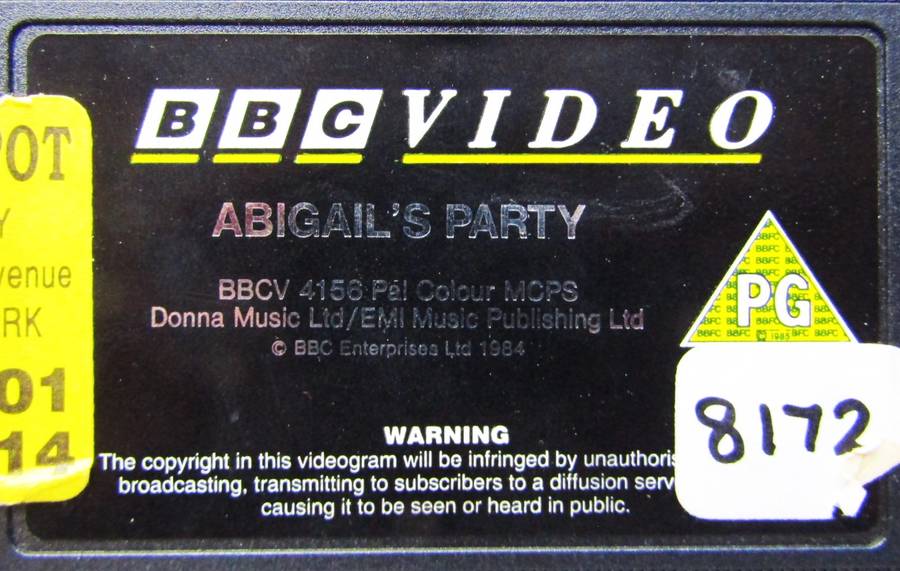 BBC VIDEO
ABIGAIL'S PARTY
BBCV 4156 Pal Colour MCPS
Donna Music Ltd/EMI Music Publishing Ltd
© BBC Enterprises Ltd 1984
PG
© 1985
8172
WARNING
The copyright in this videogram will be infringed by unauthoris
broadcasting, transmitting to subscribers to a diffusion serv
causing it to be seen or heard in public.
OT
Y
venue
RK
01
14